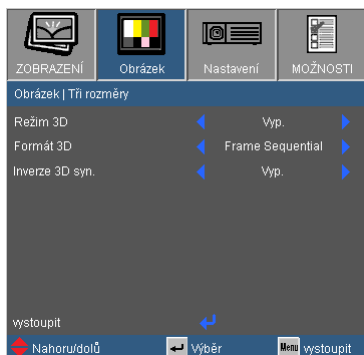 ZOBRAZENÍ Obrázek Nastavení MOŽNOSTI
Obrázek | Tři rozměry
Režim 3D Vyp.
Formát 3D Frame Sequential
Inverze 3D syn. Vyp.
vystoupit
Nahoru/dolů Výběr Menu vystoupit